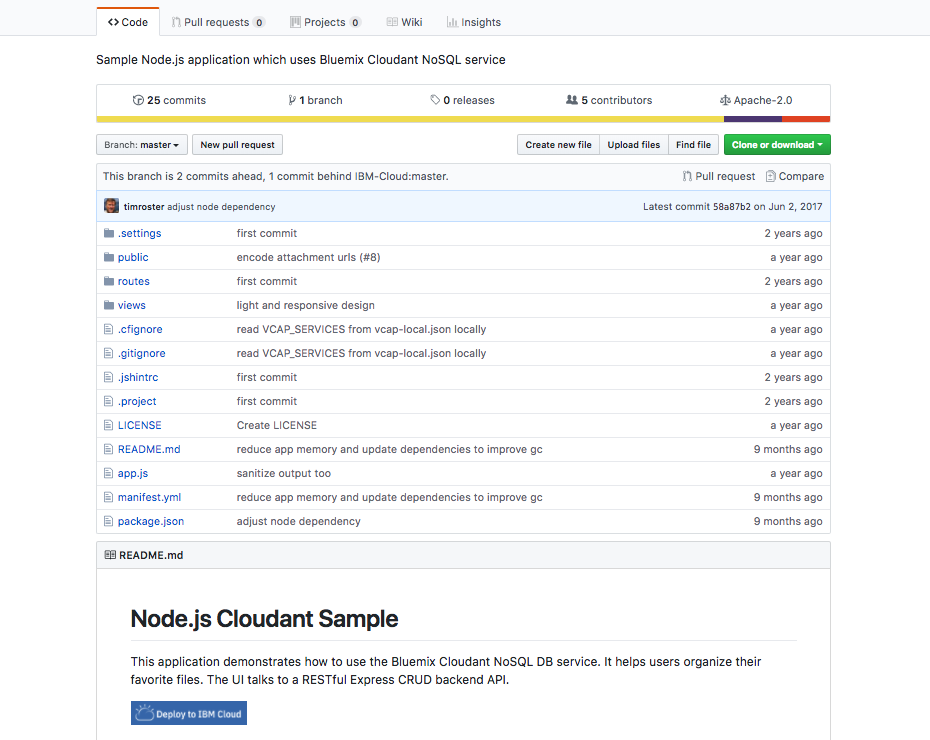 Code Pull requests 0 Projects 0 Wiki Insights
Sample Node.js application which uses Bluemix Cloudant NoSQL service
25 commits 1 branch 0 releases 5 contributors Apache-2.0
Branch: master New pull request Create new file Upload files Find file Clone or download
This branch is 2 commits ahead, 1 commit behind IBM-Cloud:master. Pull request Compare
timroster adjust node dependency Latest commit 58a87b2 on Jun 2, 2017
.settings first commit 2 years ago
public encode attachment urls (#8) a year ago
routes first commit 2 years ago
views light and responsive design a year ago
.cfignore read VCAP_SERVICES from vcap-local.json locally a year ago
.gitignore read VCAP_SERVICES from vcap-local.json locally a year ago
.jshintrc first commit 2 years ago
.project first commit 2 years ago
LICENSE Create LICENSE a year ago
README.md reduce app memory and update dependencies to improve gc 9 months ago
app.js sanitize output too a year ago
manifest.yml reduce app memory and update dependencies to improve gc 9 months ago
package.json adjust node dependency 9 months ago
README.md
Node.js Cloudant Sample
This application demonstrates how to use the Bluemix Cloudant NoSQL DB service. It helps users organize their
favorite files. The UI talks to a RESTful Express CRUD backend API.
Deploy to IBM Cloud